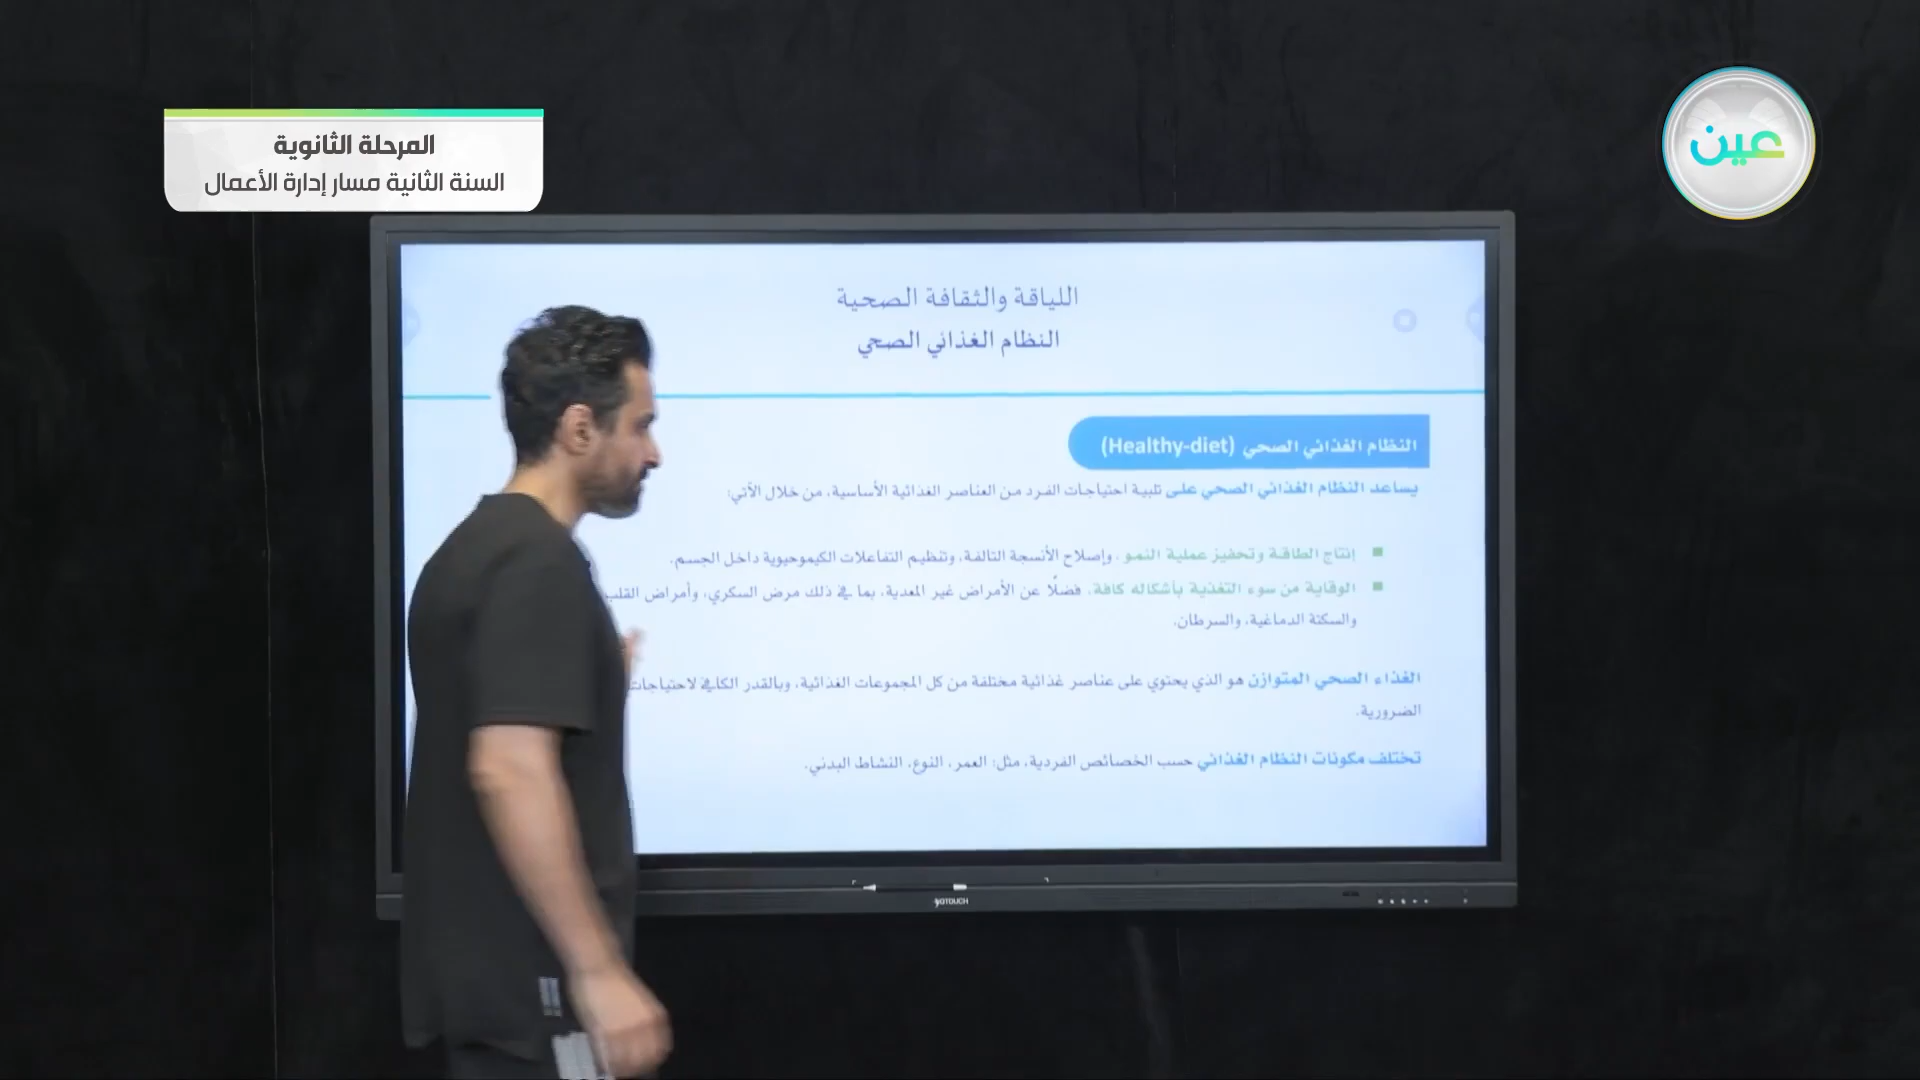 المرحلة الثانوية
السنة الثانية مسار إدارة الأعمال
عين
اللياقة والثقافة الصحية
النظام الغذائي الصحي
النظام الغذائي الصحي (Healthy-diet)
يساعد النظام الغذائي الصحي على تلبية احتياجات الفرد من العناصر الغذائية الأساسية، من خلال الآتي:
إنتاج الطاقة وتحفيز عملية النمو، وإصلاح الأنسجة التالفة، وتنظيم التفاعلات الكيموحيوية داخل الجسم.
الوقاية من سوء التغذية بأشكاله كافة، فضلًا عن الأمراض غير المعدية، بما في ذلك مرض السكري، وأمراض القلب
والسكتة الدماغية، والسرطان.
الغذاء الصحي المتوازن هو الذي يحتوي على عناصر غذائية مختلفة من كل المجموعات الغذائية، وبالقدر الكافي لاحتياجات
الضرورية.
تختلف مكونات النظام الغذائي حسب الخصائص الفردية، مثل: العمر، النوع، النشاط البدني.